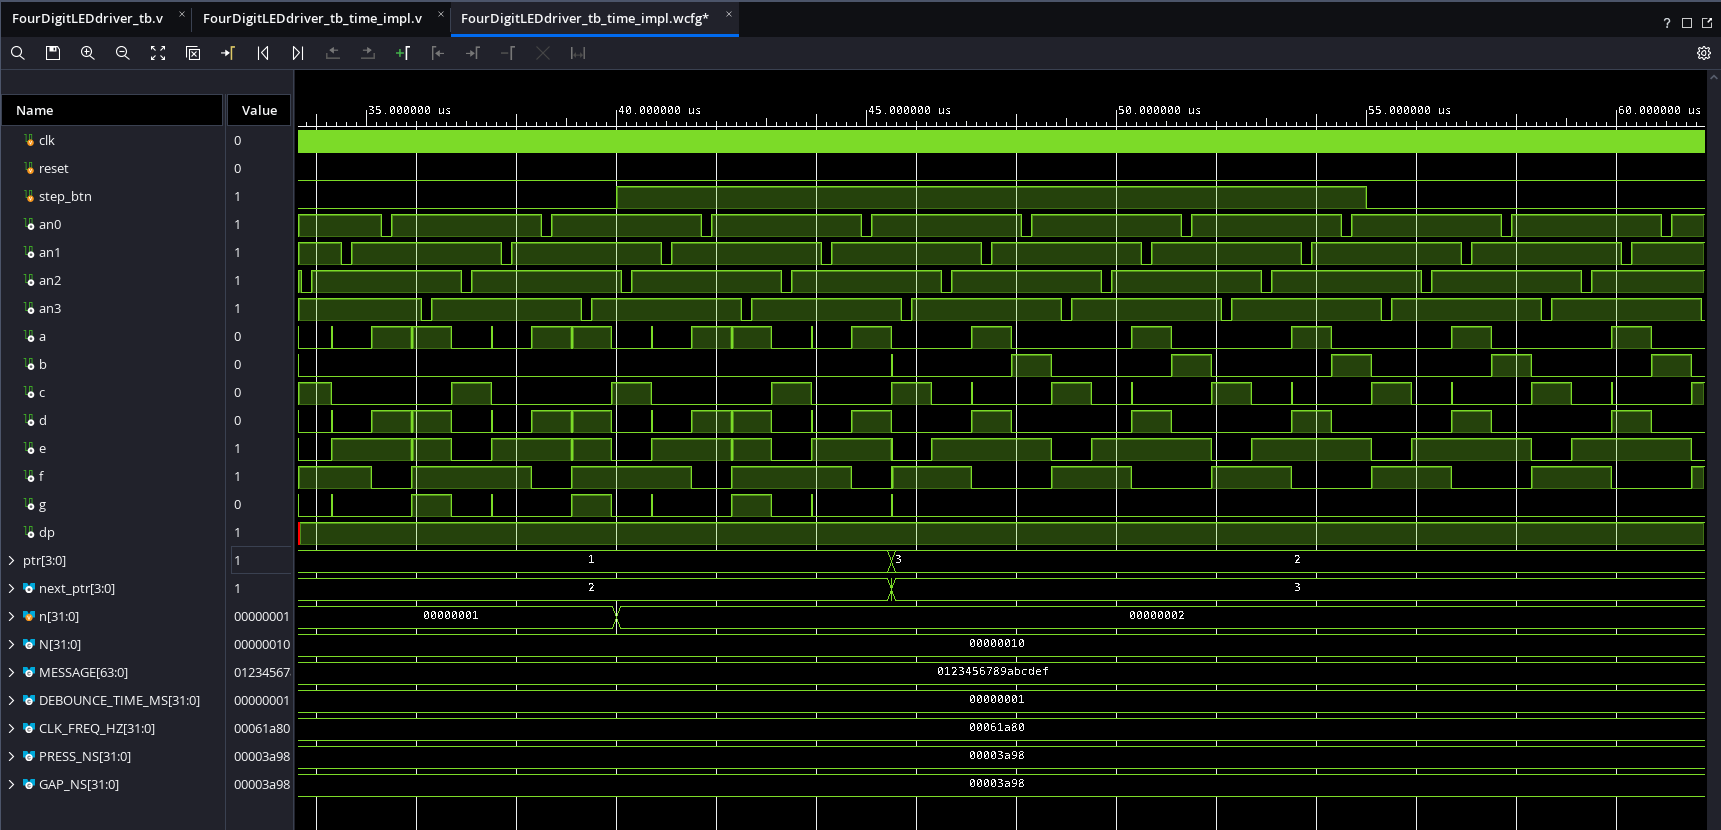 FourDigitLEDdriver_tb.v × FourDigitLEDdriver_tb_time_impl.v × FourDigitLEDdriver_tb_time_impl.wcfg* ×
?
Name Value 35.000000 us 40.000000 us 45.000000 us 50.000000 us 55.000000 us 60.000000 us
clk 0
reset 0
step_btn 1
an0 1
an1 1
an2 1
an3 1
a 0
b 0
c 0
d 0
e 1
f 1
g 0
dp 1
ptr[3:0] 1 1 3 2
next_ptr[3:0] 1 2 3
n[31:0] 00000001 00000001 00000002
N[31:0] 00000010 00000010
MESSAGE[63:0] 01234567 0123456789abcdef
DEBOUNCE_TIME_MS[31:0] 00000001 00000001
CLK_FREQ_HZ[31:0] 00061a80 00061a80
PRESS_NS[31:0] 00003a98 00003a98
GAP_NS[31:0] 00003a98 00003a98